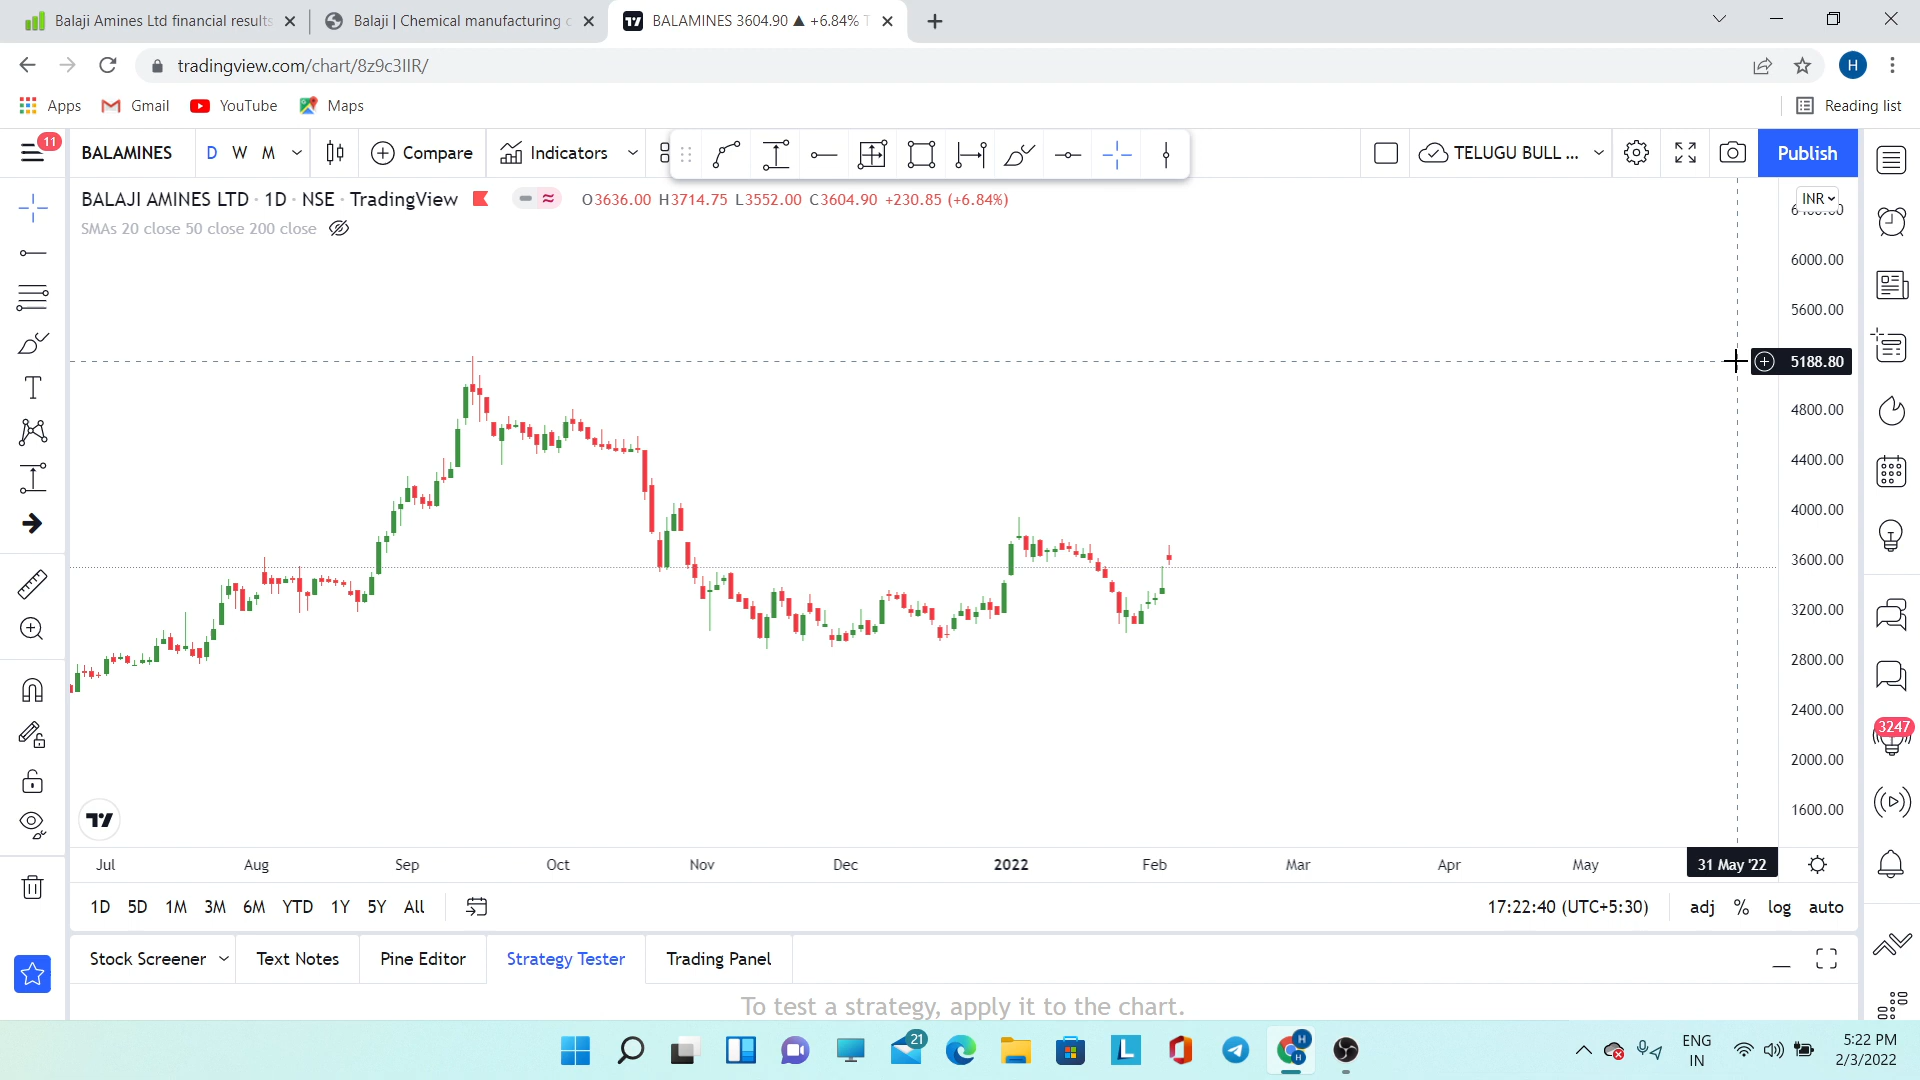 Balaji Amines Ltd financial results
Balaji | Chemical manufacturing c
BALAMINES 3604.90 ▲ +6.84% T
tradingview.com/chart/8z9c3IIR/
H
Apps
Gmail
YouTube
Maps
Reading list
11
BALAMINES
D W M
Compare
Indicators
TELUGU BULL ...
Publish
BALAJI AMINES LTD · 1D · NSE · TradingView
O3636.00 H3714.75 L3552.00 C3604.90 +230.85 (+6.84%)
SMAs 20 close 50 close 200 close
INR
6000.00
5600.00
5188.80
4800.00
4400.00
4000.00
3600.00
3200.00
2800.00
2400.00
2000.00
1600.00
3247
Jul Aug Sep Oct Nov Dec 2022 Feb Mar Apr May 31 May '22
1D 5D 1M 3M 6M YTD 1Y 5Y All
17:22:40 (UTC+5:30) adj % log auto
Stock Screener
Text Notes
Pine Editor
Strategy Tester
Trading Panel
To test a strategy, apply it to the chart.
21
L
H
H
ENG
IN
5:22 PM
2/3/2022